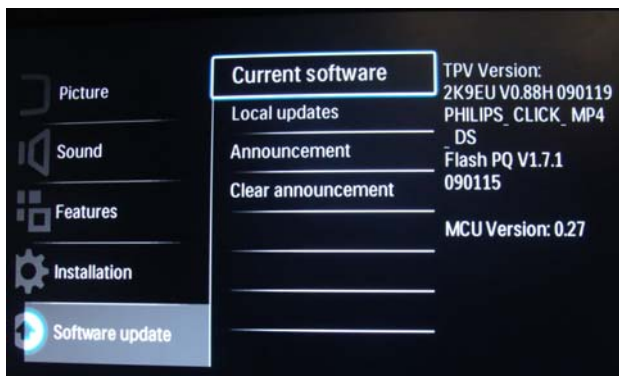 Picture
Sound
Features
Installation
Software update
Current software
Local updates
Announcement
Clear announcement
TPV Version:
2K9EU V0.88H 090119
PHILIPS_CLICK_MP4
_DS
Flash PQ V1.7.1
090115
MCU Version: 0.27